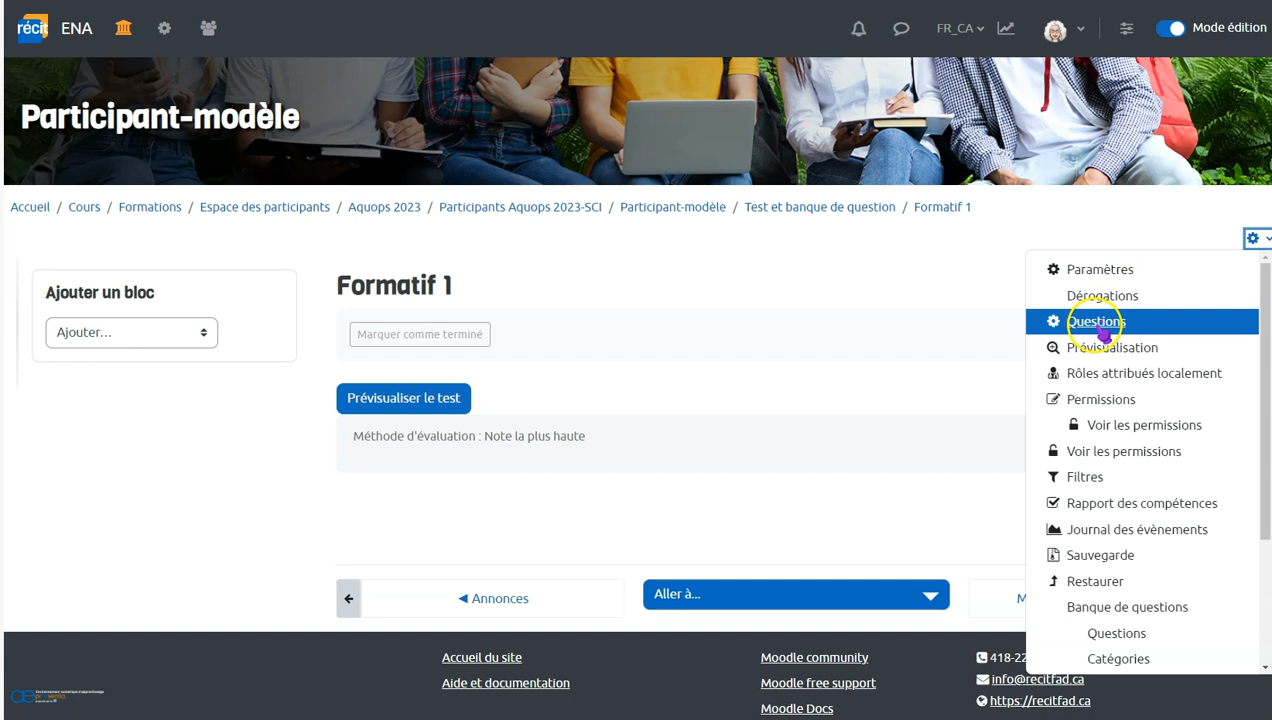 récit ENA FR_CA Mode édition
Participant-modèle
Accueil / Cours / Formations / Espace des participants / Aquops 2023 / Participants Aquops 2023-SCI / Participant-modèle / Test et banque de question / Formatif 1
Ajouter un bloc
Ajouter...
Formatif 1
Marquer comme terminé
Prévisualiser le test
Méthode d'évaluation : Note la plus haute
Paramètres
Dérogations
Questions
Prévisualisation
Rôles attribués localement
Permissions
Voir les permissions
Voir les permissions
Filtres
Rapport des compétences
Journal des évènements
Sauvegarde
Restaurer
Banque de questions
Questions
Catégories
◄ Annonces
Aller à...
M
Accueil du site
Aide et documentation
Moodle community
Moodle free support
Moodle Docs
418-22
info@recitfad.ca
https://recitfad.ca